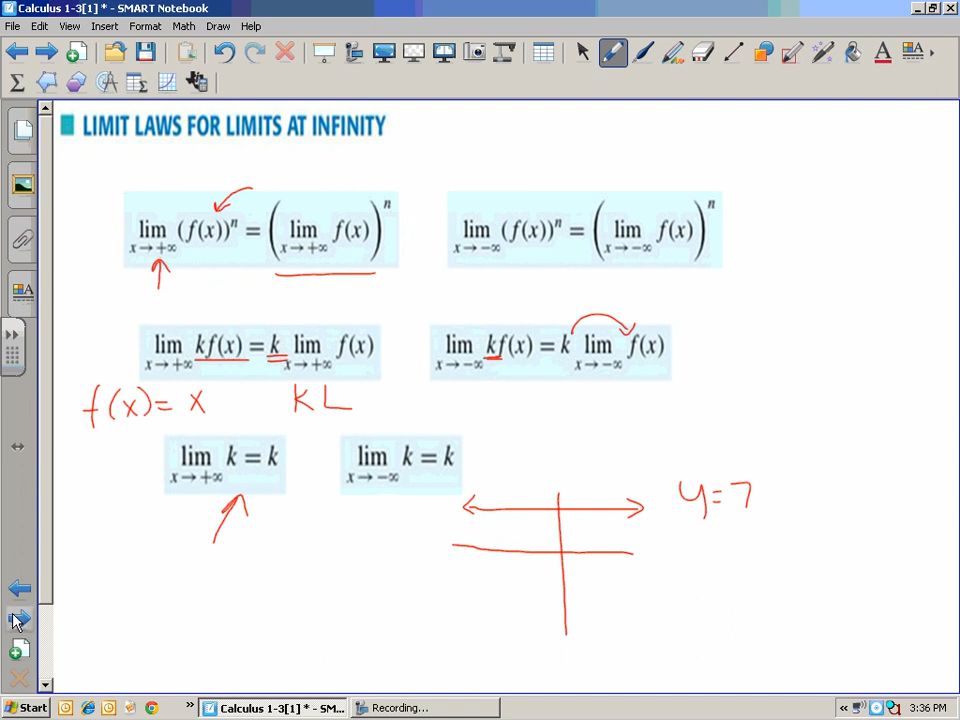 Calculus 1-3[1] * - SMART Notebook
File Edit View Insert Format Math Draw Help
LIMIT LAWS FOR LIMITS AT INFINITY
lim x→+∞ (f(x))ⁿ = (lim x→+∞ f(x))ⁿ
lim x→-∞ (f(x))ⁿ = (lim x→-∞ f(x))ⁿ
lim x→+∞ kf(x) = k lim x→+∞ f(x)
lim x→-∞ kf(x) = k lim x→-∞ f(x)
f(x) = x
KL
lim x→+∞ k = k
lim x→-∞ k = k
y=7
Start
Calculus 1-3[1] * - SM...
Recording...
3:36 PM